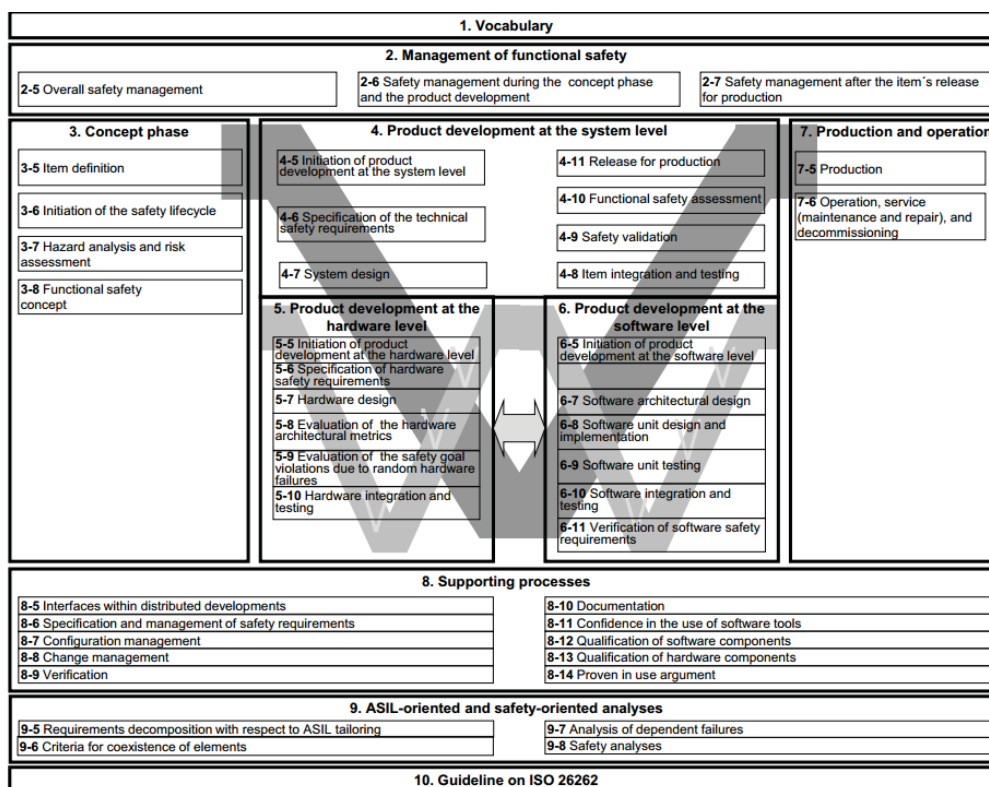 1. Vocabulary
2. Management of functional safety
2-5 Overall safety management
2-6 Safety management during the concept phase
and the product development
2-7 Safety management after the item´s release
for production
3. Concept phase
3-5 Item definition
3-6 Initiation of the safety lifecycle
3-7 Hazard analysis and risk
assessment
3-8 Functional safety
concept
4. Product development at the system level
4-5 Initiation of product
development at the system level
4-6 Specification of the technical
safety requirements
4-7 System design
4-11 Release for production
4-10 Functional safety assessment
4-9 Safety validation
4-8 Item integration and testing
7. Production and operation
7-5 Production
7-6 Operation, service
(maintenance and repair), and
decommissioning
5. Product development at the
hardware level
5-5 Initiation of product
development at the hardware level
5-6 Specification of hardware
safety requirements
5-7 Hardware design
5-8 Evaluation of the hardware
architectural metrics
5-9 Evaluation of the safety goal
violations due to random hardware
failures
5-10 Hardware integration and
testing
6. Product development at the
software level
6-5 Initiation of product
development at the software level
6-7 Software architectural design
6-8 Software unit design and
implementation
6-9 Software unit testing
6-10 Software integration and
testing
6-11 Verification of software safety
requirements
8. Supporting processes
8-5 Interfaces within distributed developments
8-6 Specification and management of safety requirements
8-7 Configuration management
8-8 Change management
8-9 Verification
8-10 Documentation
8-11 Confidence in the use of software tools
8-12 Qualification of software components
8-13 Qualification of hardware components
8-14 Proven in use argument
9. ASIL-oriented and safety-oriented analyses
9-5 Requirements decomposition with respect to ASIL tailoring
9-6 Criteria for coexistence of elements
9-7 Analysis of dependent failures
9-8 Safety analyses
10. Guideline on ISO 26262